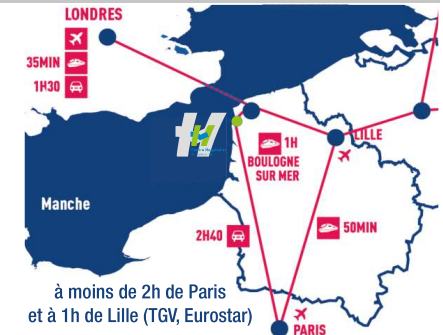 LONDRES
35MIN
1H30
LILLE
1H
BOULOGNE
SUR MER
Manche
2H40
50MIN
à moins de 2h de Paris
et à 1h de Lille (TGV, Eurostar)
PARIS